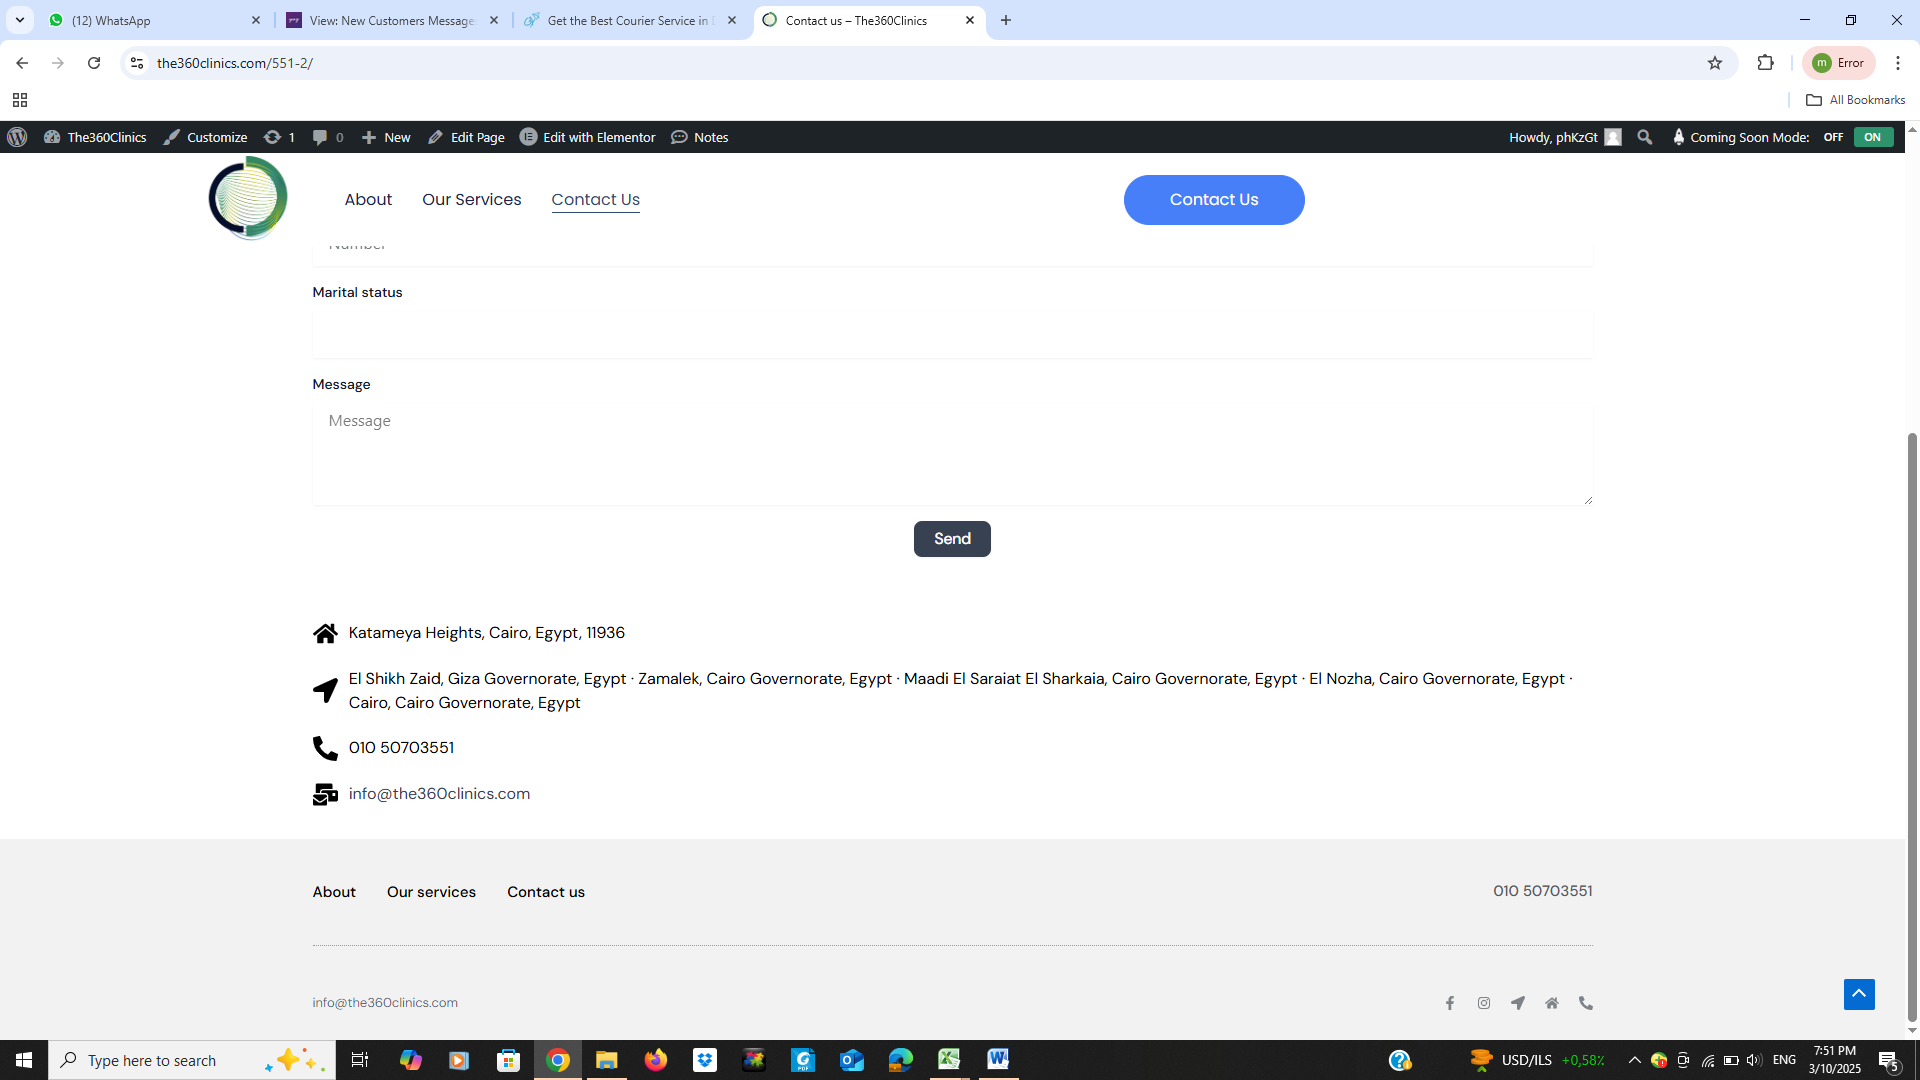 (12) WhatsApp
View: New Customers Message
Get the Best Courier Service in
Contact us – The360Clinics
the360clinics.com/551-2/
m
Error
All Bookmarks
The360Clinics
Customize
1
0
New
Edit Page
Edit with Elementor
Notes
Howdy, phKzGt
Coming Soon Mode:
OFF
ON
About
Our Services
Contact Us
Contact Us
Number
Marital status
Message
Message
Send
Katameya Heights, Cairo, Egypt, 11936
El Shikh Zaid, Giza Governorate, Egypt · Zamalek, Cairo Governorate, Egypt · Maadi El Saraiat El Sharkaia, Cairo Governorate, Egypt · El Nozha, Cairo Governorate, Egypt ·
Cairo, Cairo Governorate, Egypt
010 50703551
info@the360clinics.com
About
Our services
Contact us
010 50703551
info@the360clinics.com
Type here to search
USD/ILS
+0,58%
ENG
7:51 PM
3/10/2025
5